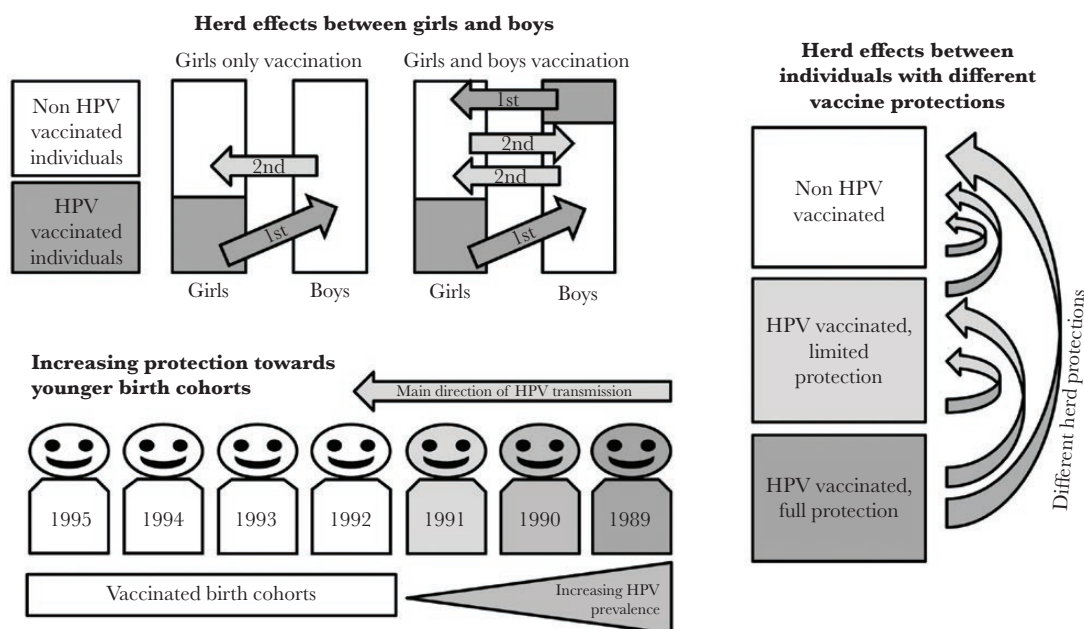 Herd effects between girls and boys
Girls only vaccination
Girls and boys vaccination
Non HPV
vaccinated
individuals
HPV
vaccinated
individuals
2nd
1st
1st
2nd
2nd
1st
Girls
Boys
Girls
Boys
Increasing protection towards
younger birth cohorts
Main direction of HPV transmission
1995
1994
1993
1992
1991
1990
1989
Vaccinated birth cohorts
Increasing HPV
prevalence
Herd effects between
individuals with different
vaccine protections
Non HPV
vaccinated
HPV vaccinated,
limited
protection
HPV vaccinated,
full protection
Different herd protections